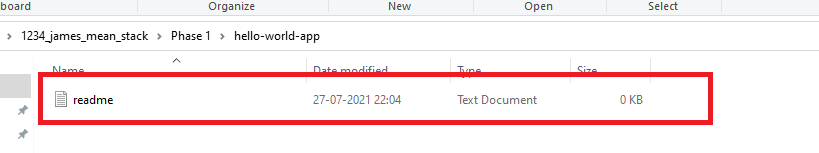 board
Organize
New
Open
Select
1234_james_mean_stack > Phase 1 > hello-world-app
Name Date modified Type Size
readme 27-07-2021 22:04 Text Document 0 KB